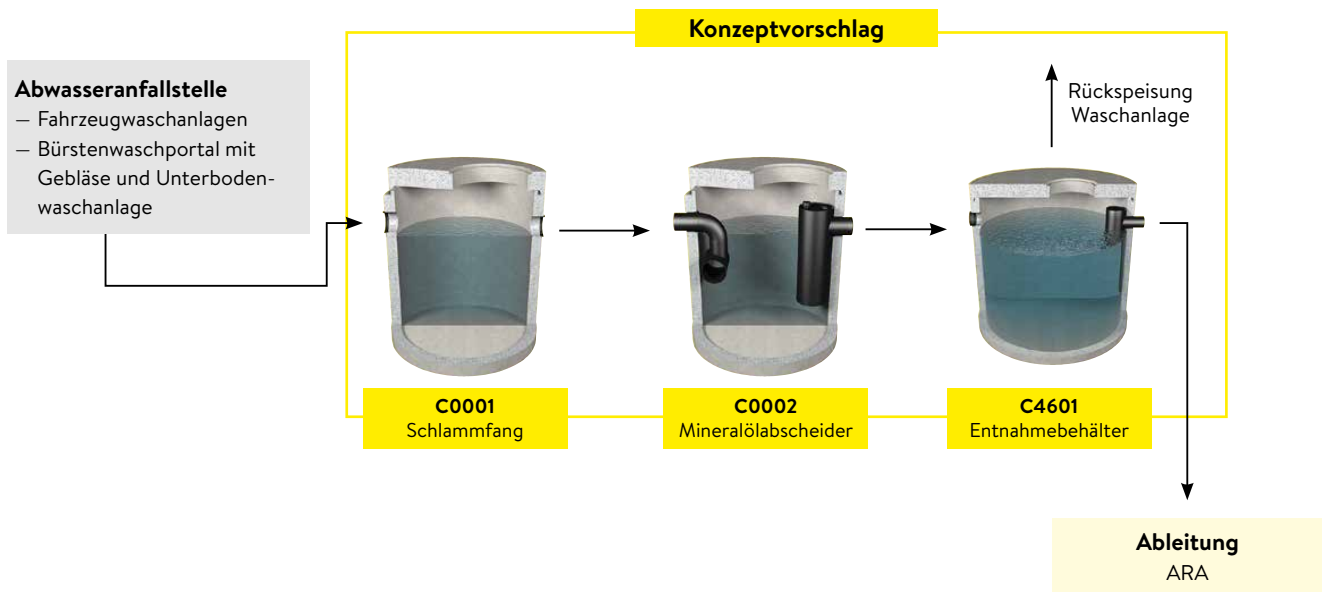 Konzeptvorschlag
Abwasseranfallstelle
— Fahrzeugwaschanlagen
— Bürstenwaschportal mit
Gebläse und Unterboden-
waschanlage
Rückspeisung
Waschanlage
C0001
Schlammfang
C0002
Mineralölabscheider
C4601
Entnahmebehälter
Ableitung
ARA